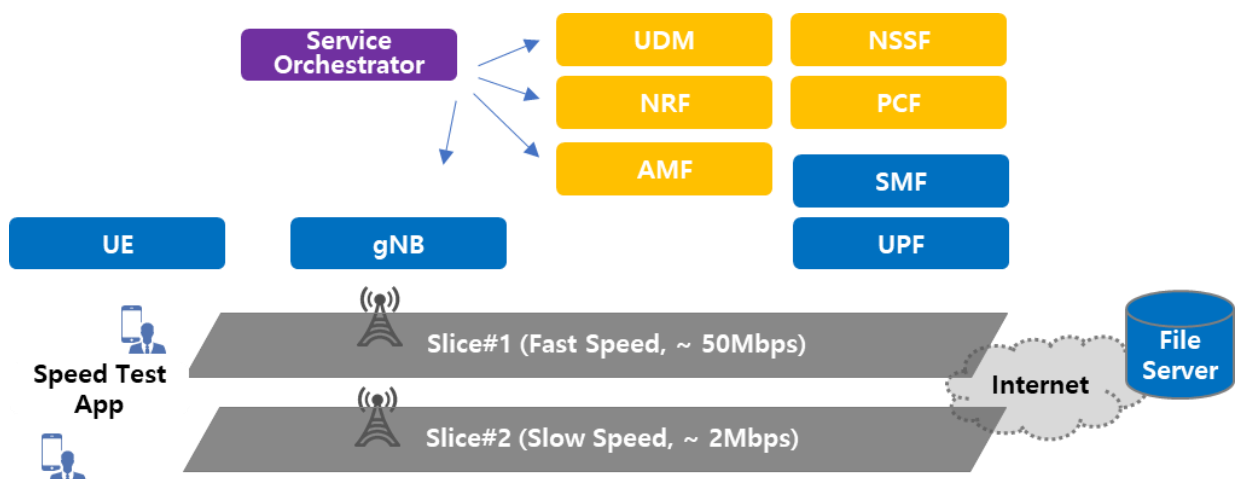 Service
Orchestrator
UDM
NSSF
NRF
PCF
AMF
SMF
UE
gNB
UPF
Slice#1 (Fast Speed, ~ 50Mbps)
File
Server
Speed Test
App
Internet
Slice#2 (Slow Speed, ~ 2Mbps)